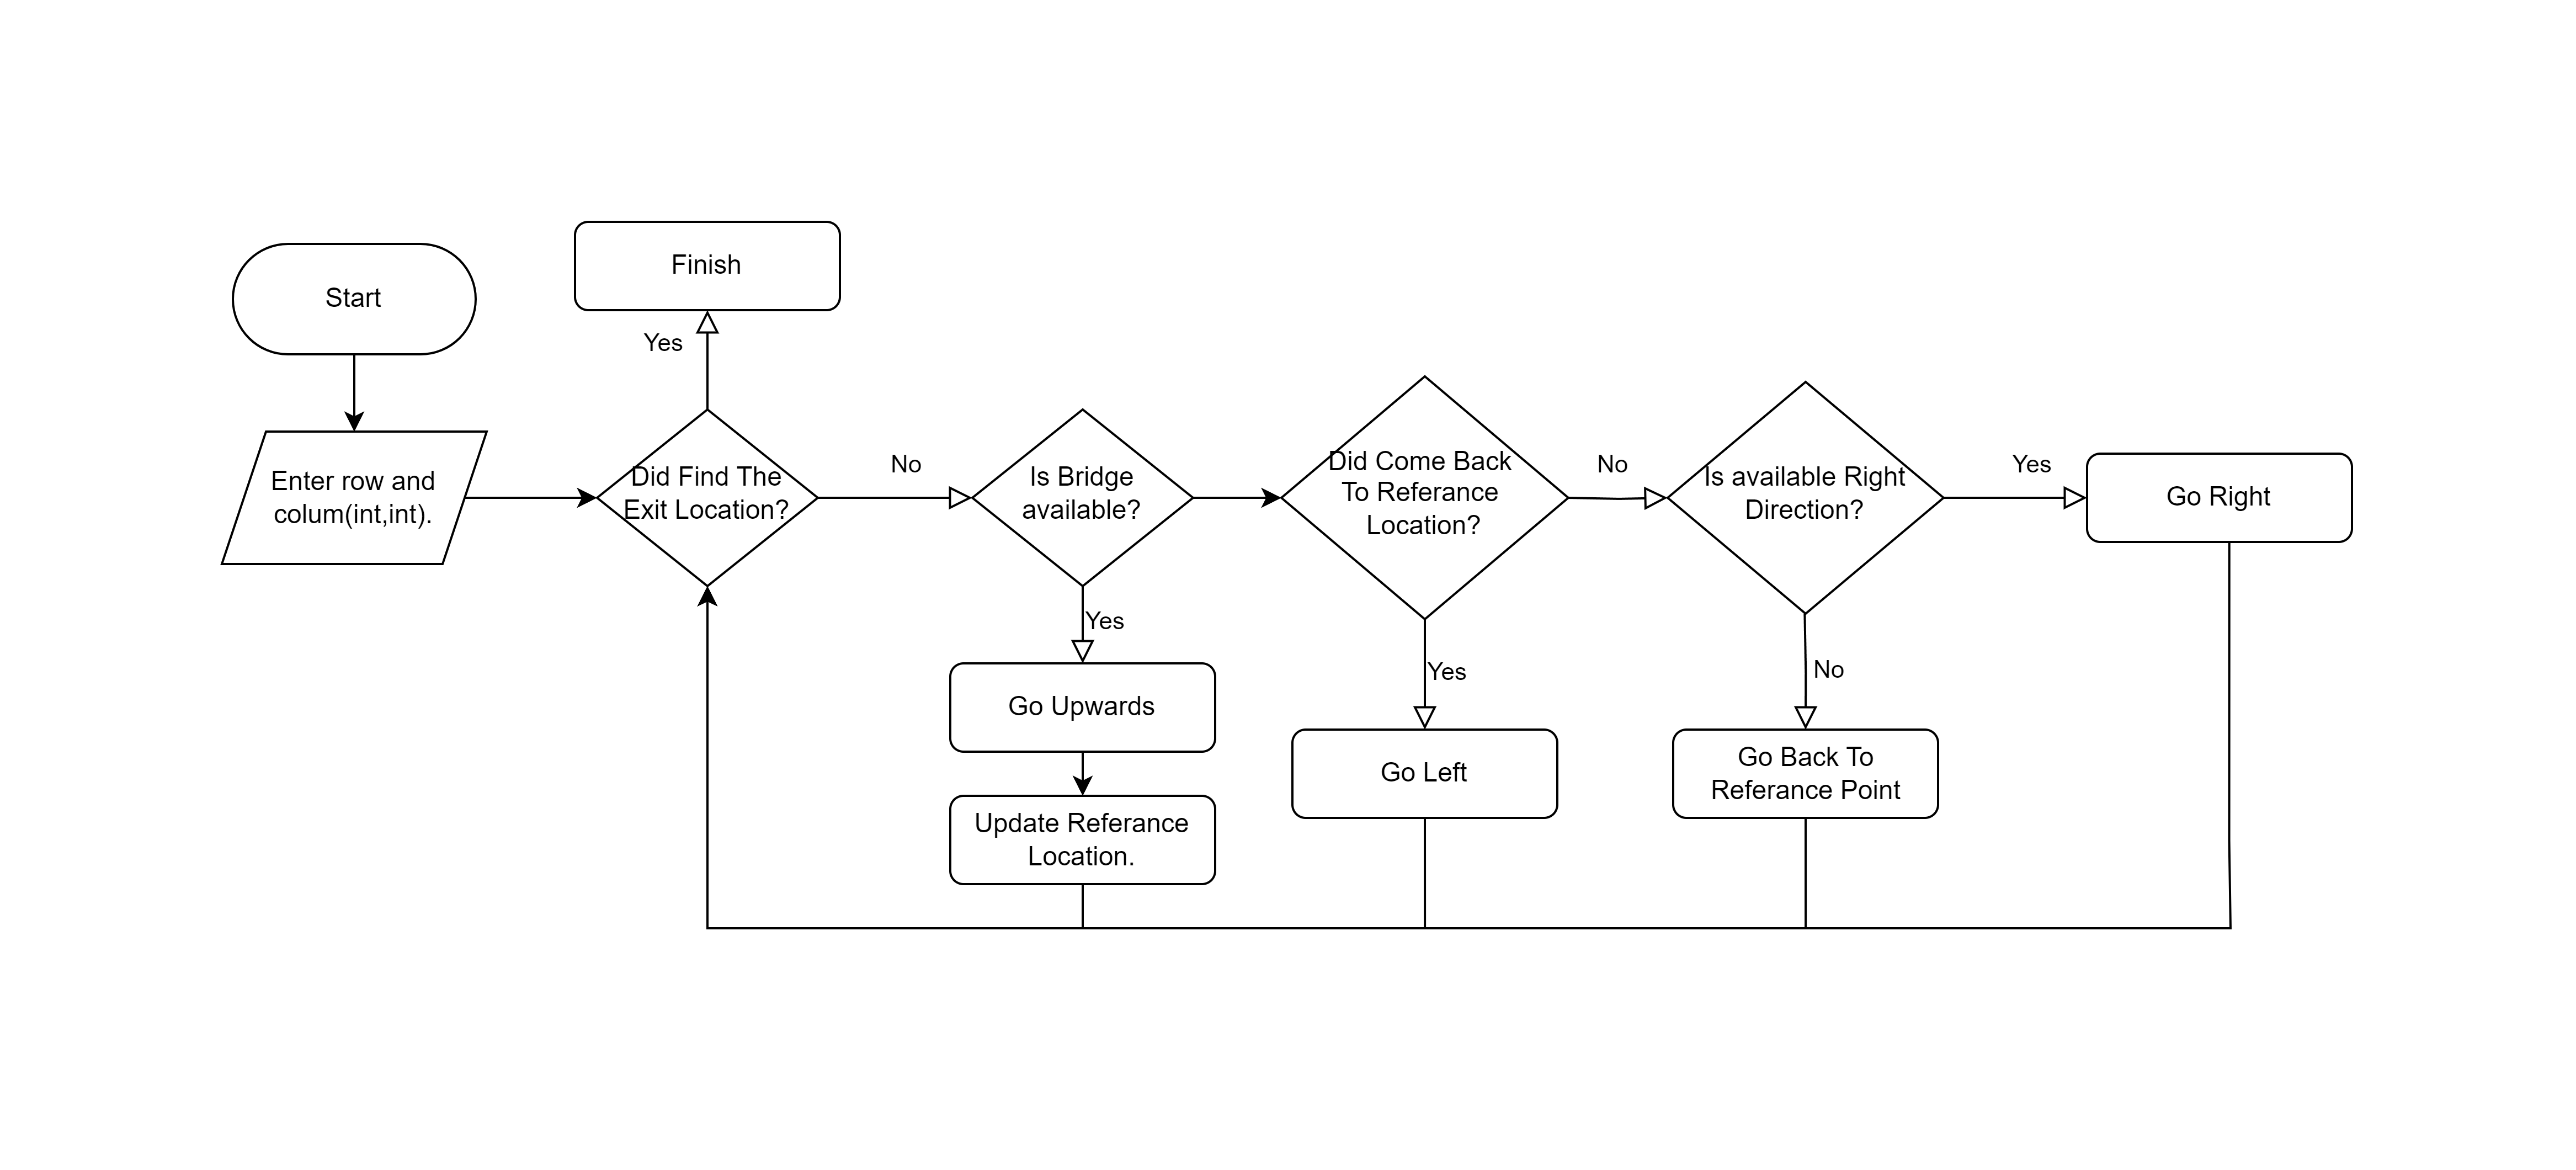 Start
Enter row and
colum(int,int).
Finish
Yes
Did Find The
Exit Location?
No
Is Bridge
available?
Yes
Go Upwards
Update Referance
Location.
Did Come Back
To Referance
Location?
Yes
Go Left
No
Is available Right
Direction?
No
Go Back To
Referance Point
Yes
Go Right